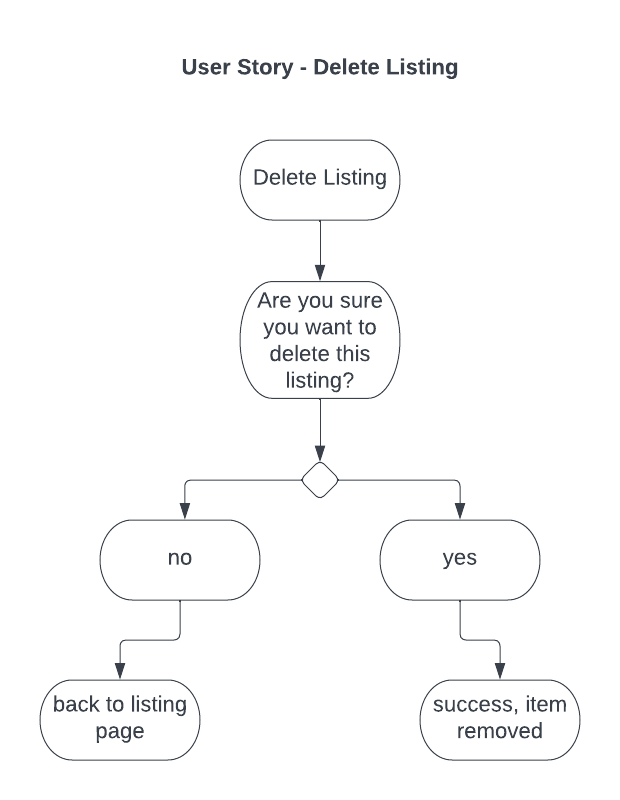 User Story - Delete Listing
Delete Listing
Are you sure
you want to
delete this
listing?
no
yes
back to listing
page
success, item
removed